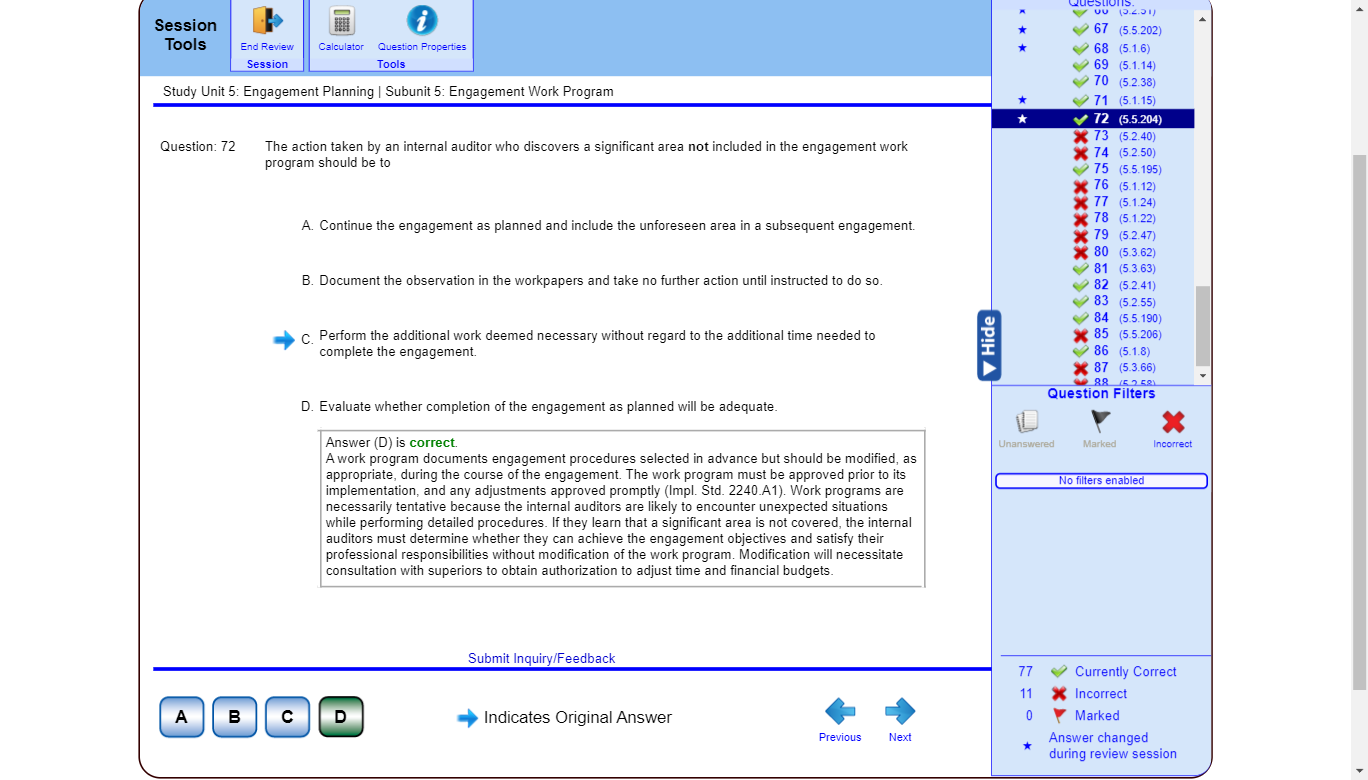 Session
Tools
End Review
Session
Calculator
Question Properties
Tools
Study Unit 5: Engagement Planning | Subunit 5: Engagement Work Program
Question: 72
The action taken by an internal auditor who discovers a significant area not included in the engagement work
program should be to
A. Continue the engagement as planned and include the unforeseen area in a subsequent engagement.
B. Document the observation in the workpapers and take no further action until instructed to do so.
C. Perform the additional work deemed necessary without regard to the additional time needed to
complete the engagement.
D. Evaluate whether completion of the engagement as planned will be adequate.
Answer (D) is correct.
A work program documents engagement procedures selected in advance but should be modified, as
appropriate, during the course of the engagement. The work program must be approved prior to its
implementation, and any adjustments approved promptly (Impl. Std. 2240.A1). Work programs are
necessarily tentative because the internal auditors are likely to encounter unexpected situations
while performing detailed procedures. If they learn that a significant area is not covered, the internal
auditors must determine whether they can achieve the engagement objectives and satisfy their
professional responsibilities without modification of the work program. Modification will necessitate
consultation with superiors to obtain authorization to adjust time and financial budgets.
Submit Inquiry/Feedback
A
B
C
D
Indicates Original Answer
Previous
Next
Questions:
66 (5.2.51)
67 (5.5.202)
68 (5.1.6)
69 (5.1.14)
70 (5.2.38)
71 (5.1.15)
72 (5.5.204)
73 (5.2.40)
74 (5.2.50)
75 (5.5.195)
76 (5.1.12)
77 (5.1.24)
78 (5.1.22)
79 (5.2.47)
80 (5.3.62)
81 (5.3.63)
82 (5.2.41)
83 (5.2.55)
84 (5.5.190)
85 (5.5.206)
86 (5.1.8)
87 (5.3.66)
88 (5.2.58)
Hide
Question Filters
Unanswered
Marked
Incorrect
No filters enabled
77 Currently Correct
11 Incorrect
0 Marked
Answer changed
during review session